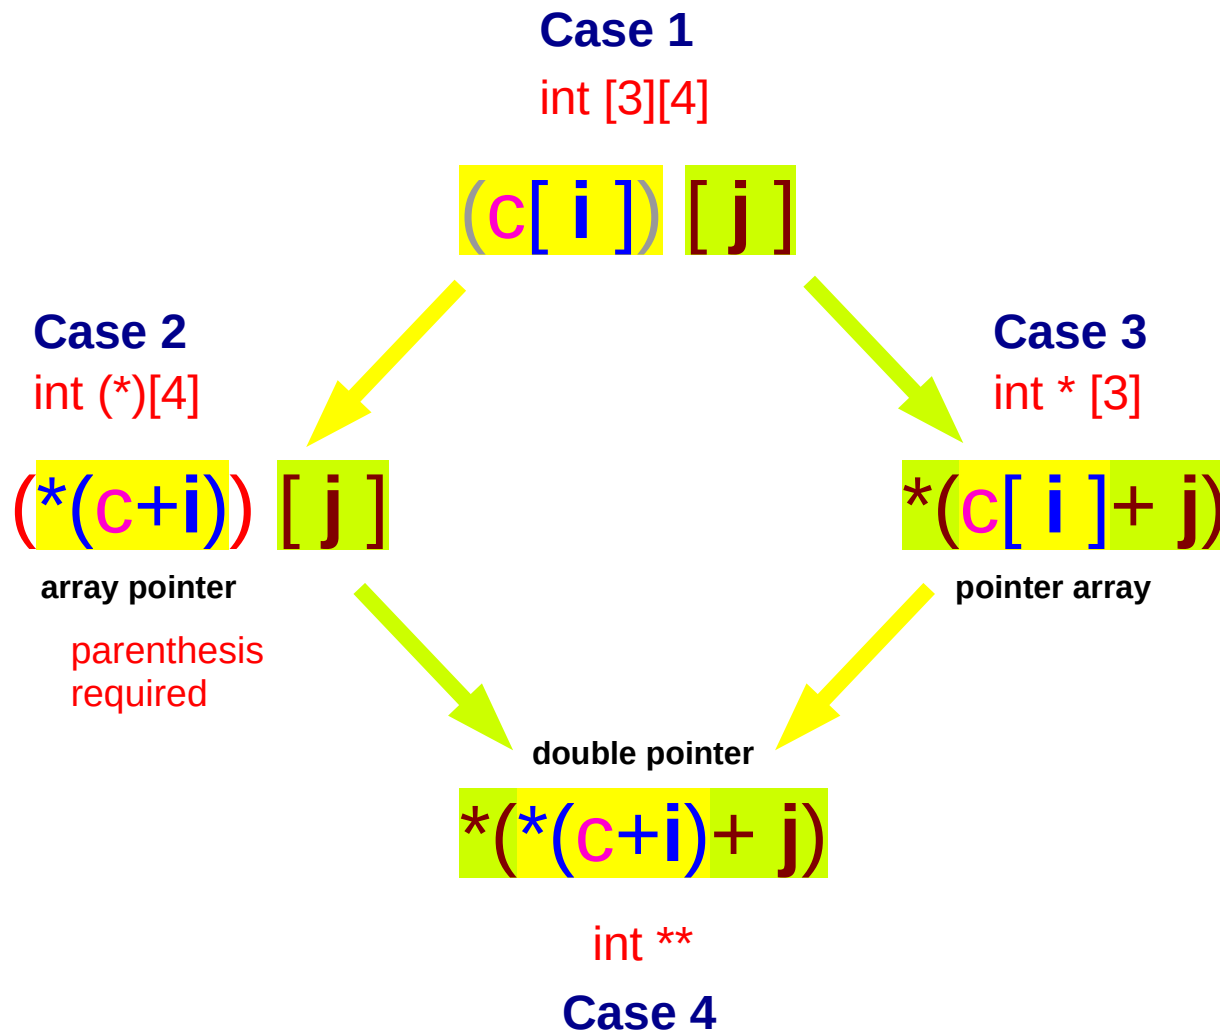 Case 1
int [3][4]
(c[ i ]) [ j ]
Case 2
int (*)[4]
(*(c+i)) [ j ]
array pointer
parenthesis
required
Case 3
int * [3]
*(c[ i ]+ j)
pointer array
double pointer
*(*(c+i)+ j)
int **
Case 4